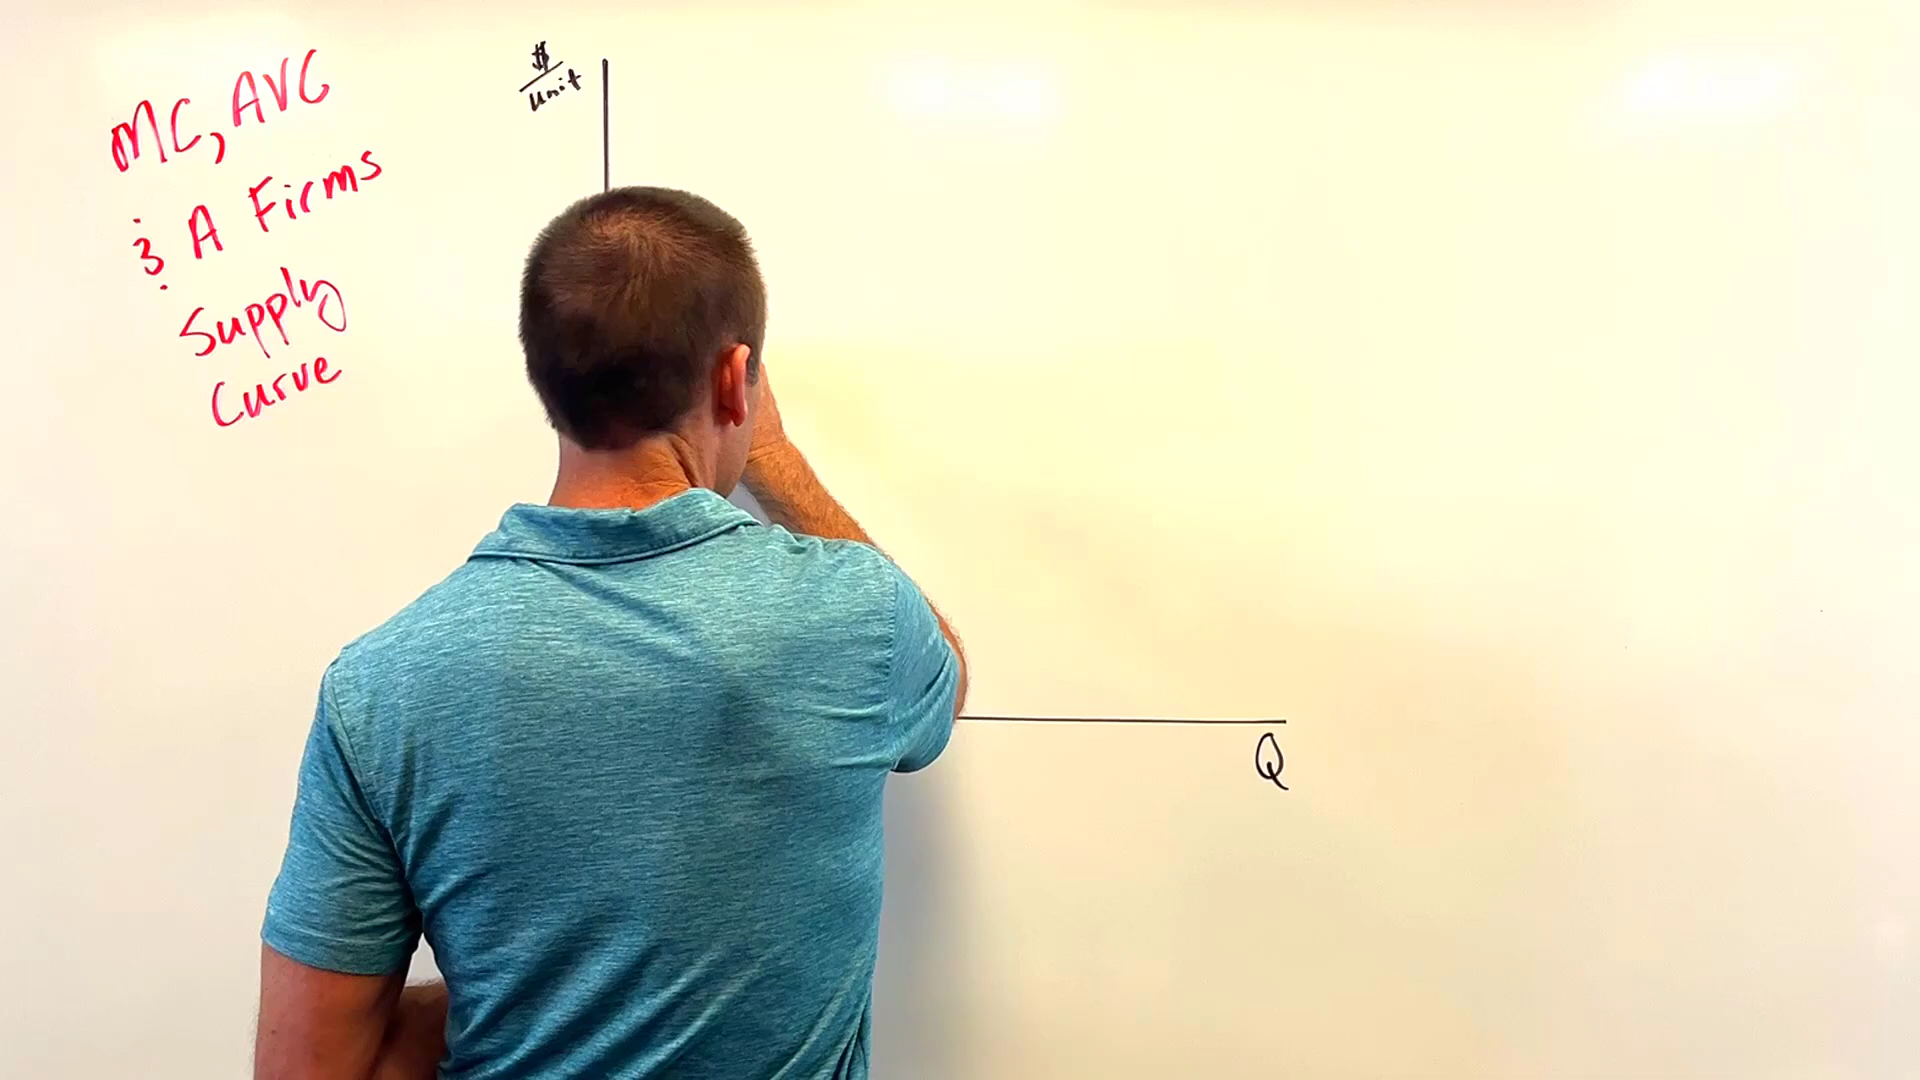 MC, AVC
& A Firms
Supply
Curve
$
unit
Q